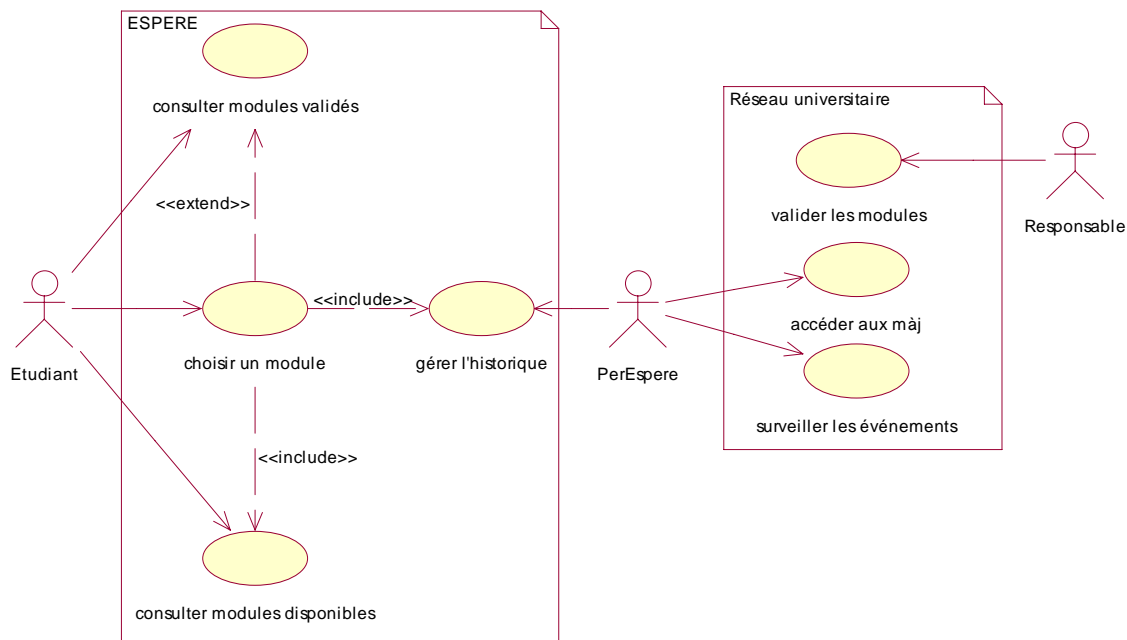 ESPERE
consulter modules validés
<<extend>>
Etudiant
choisir un module
<<include>>
gérer l'historique
<<include>>
consulter modules disponibles
PerEspere
Réseau universitaire
valider les modules
accéder aux màj
surveiller les événements
Responsable